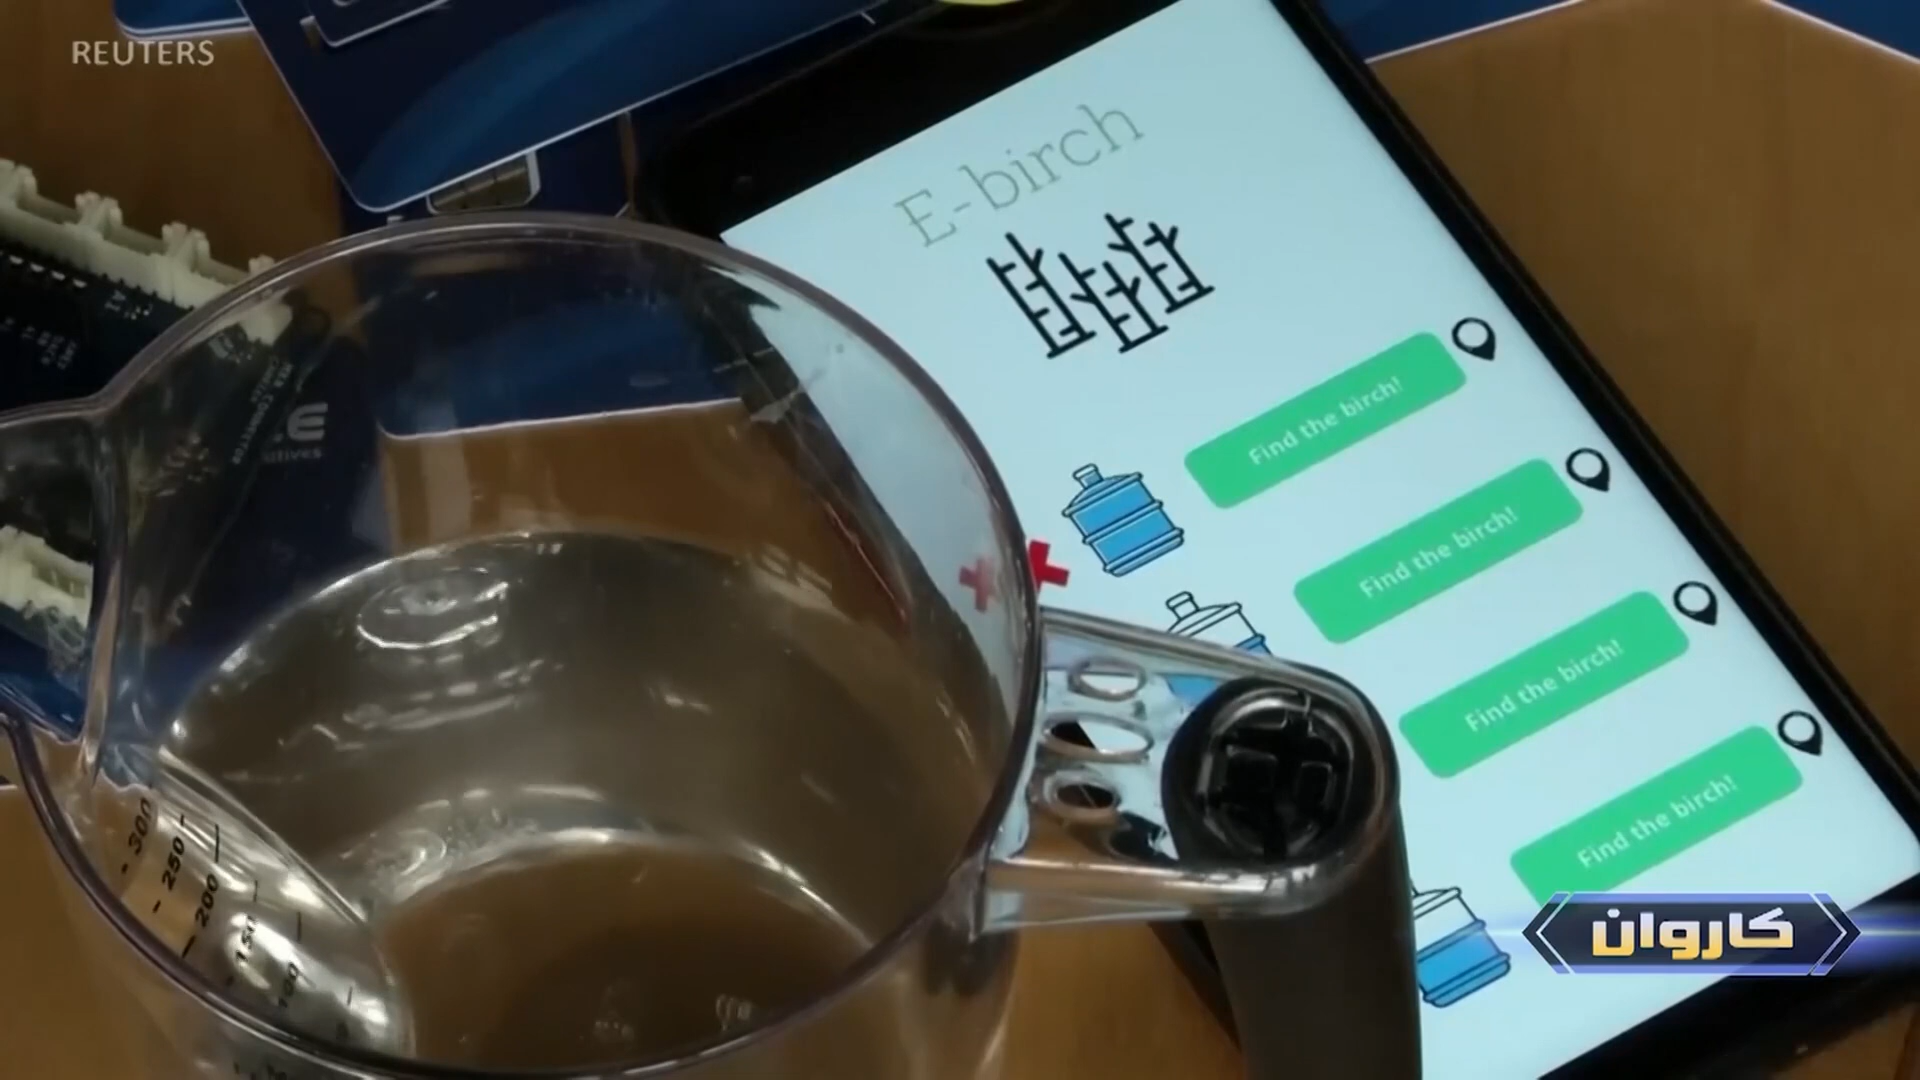 REUTERS
E-birch
Find the birch!
Find the birch!
Find the birch!
Find the birch!
300
250
200
150
100
کاروان